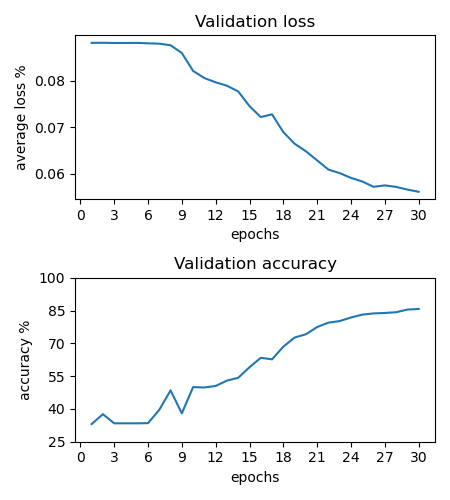 Validation loss
average loss %
0.08
0.07
0.06
0 3 6 9 12 15 18 21 24 27 30
epochs
Validation accuracy
accuracy %
100
85
70
55
40
25
0 3 6 9 12 15 18 21 24 27 30
epochs